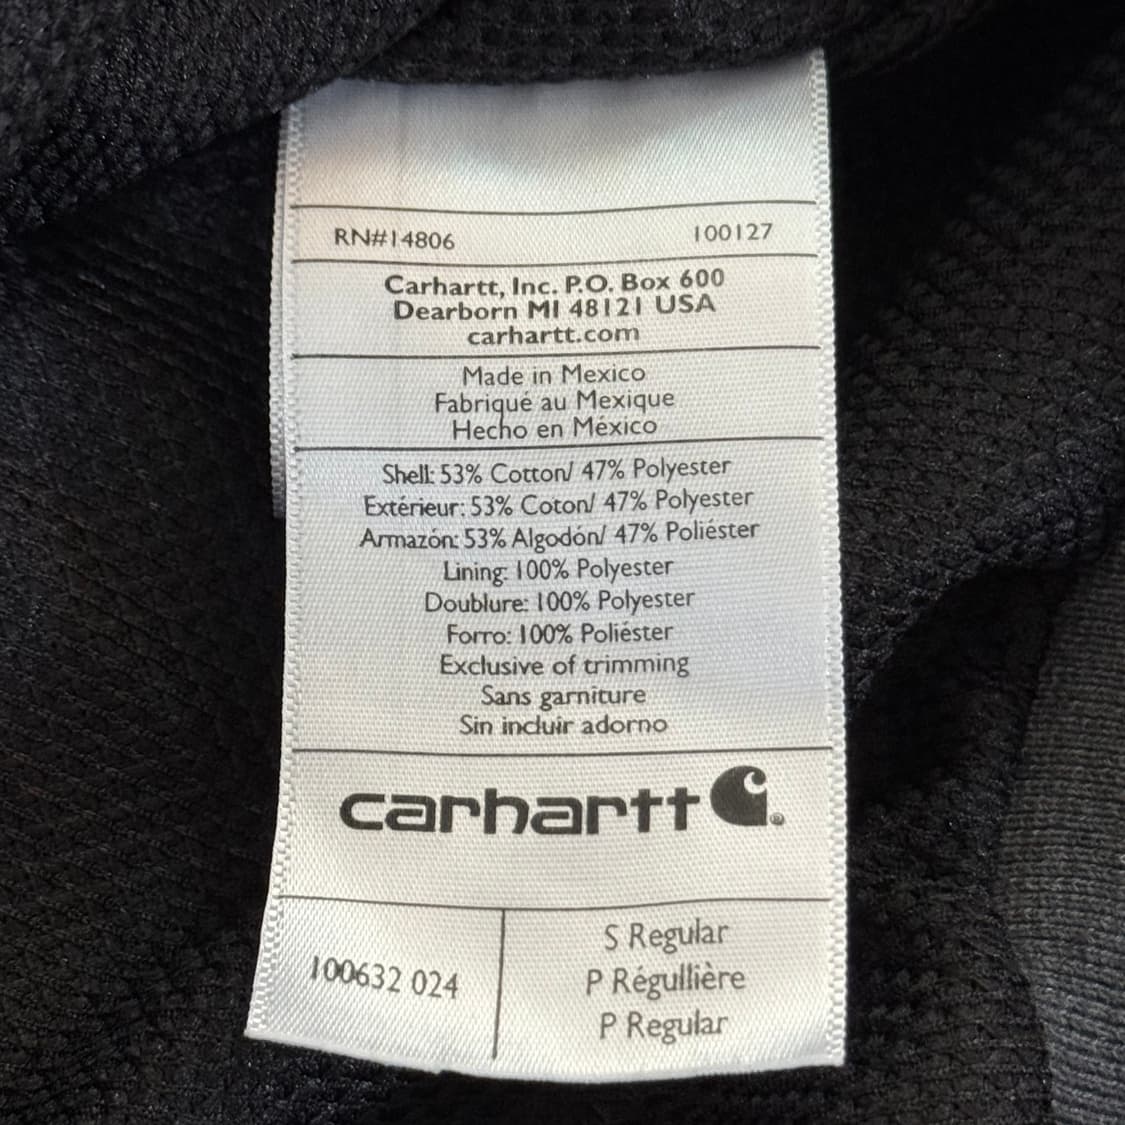 RN#14806 100127
Carhartt, Inc. P.O. Box 600
Dearborn MI 48121 USA
carhartt.com
Made in Mexico
Fabriqué au Mexique
Hecho en México
Shell: 53% Cotton/ 47% Polyester
Extérieur: 53% Coton/ 47% Polyester
Armazón: 53% Algodón/ 47% Poliéster
Lining: 100% Polyester
Doublure: 100% Polyester
Forro: 100% Poliéster
Exclusive of trimming
Sans garniture
Sin incluir adorno
carhartt ®
100632 024
S Regular
P Régullière
P Regular